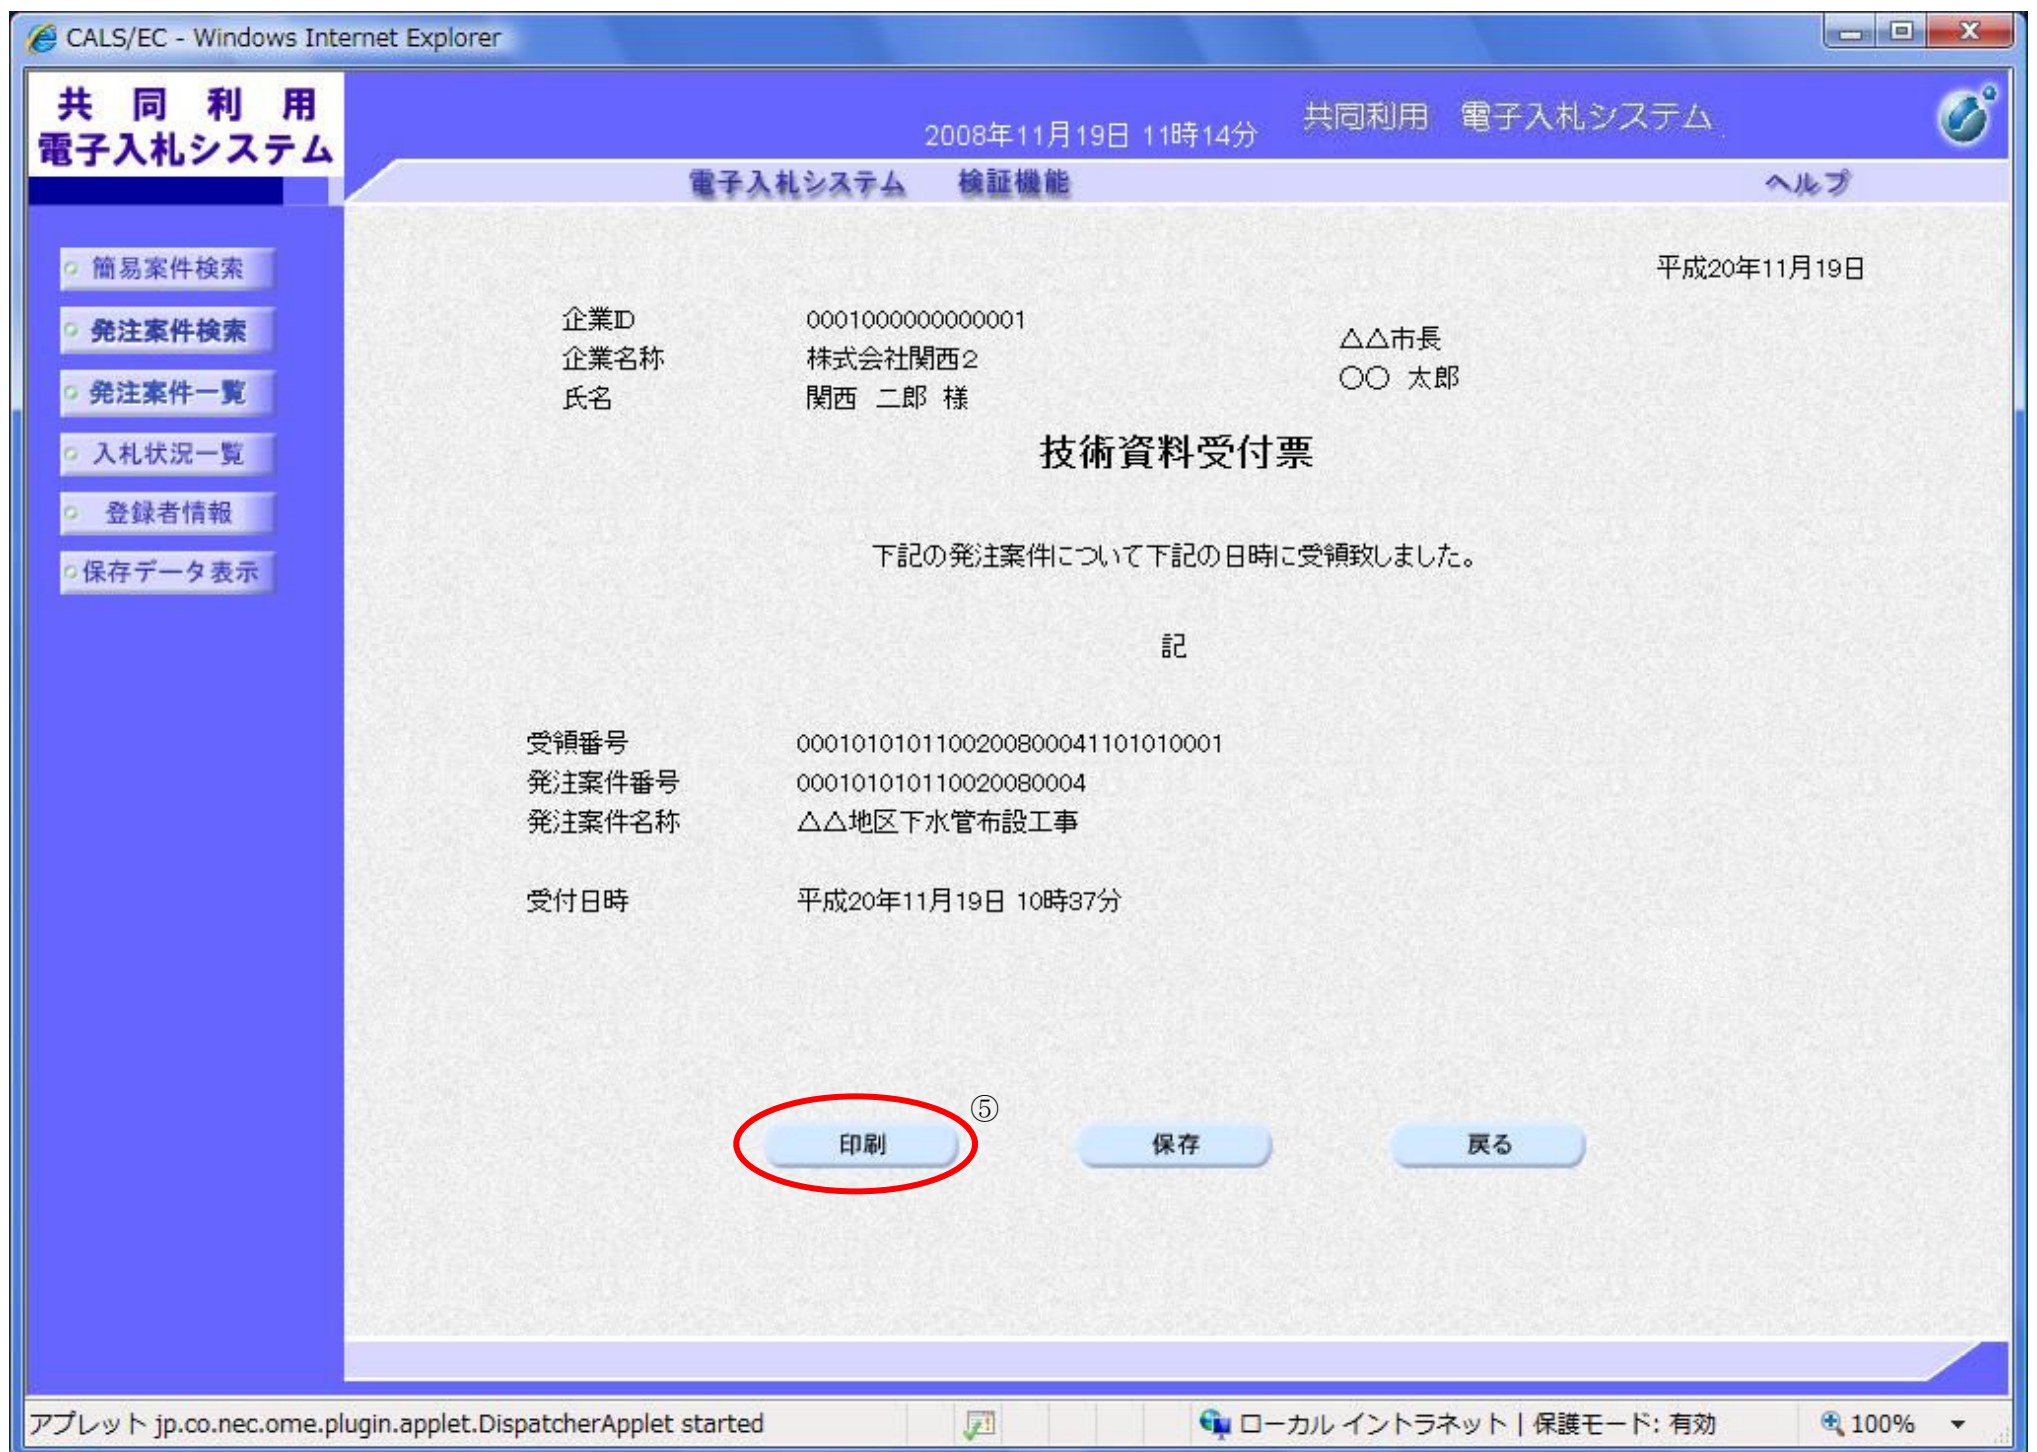 CALS/EC - Windows Internet Explorer
共 同 利 用
電子入札システム
2008年11月19日 11時14分
共同利用 電子入札システム
電子入札システム 検証機能 ヘルプ
簡易案件検索
発注案件検索
発注案件一覧
入札状況一覧
登録者情報
保存データ表示
平成20年11月19日
企業ID 0001000000000001
企業名称 株式会社関西2
氏名 関西 二郎 様
△△市長
〇〇 太郎
技術資料受付票
下記の発注案件について下記の日時に受領致しました。
記
受領番号 0001010101100200800041101010001
発注案件番号 000101010110020080004
発注案件名称 △△地区下水管布設工事
受付日時 平成20年11月19日 10時37分
⑤
印刷 保存 戻る
アプレット jp.co.nec.ome.plugin.applet.DispatcherApplet started
ローカル イントラネット | 保護モード: 有効
100%